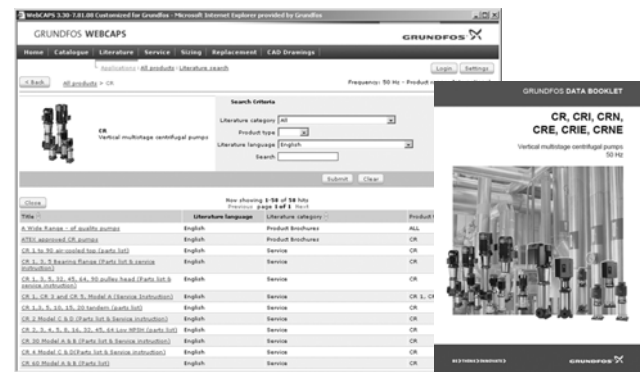 WebCAPS 3.30-7.81.08 Customized for Grundfos - Microsoft Internet Explorer provided by Grundfos
GRUNDFOS WEBCAPS
GRUNDFOS
Home Catalogue Literature Service Sizing Replacement CAD Drawings
Applications All products Literature search
Login Settings
< Back
All products > CR
Frequency: 50 Hz - Product
Search Criteria
CR
Vertical multistage centrifugal pumps
Literature category All
Product type
Literature language English
Search
Submit Clear
Close
Now showing 1-58 of 58 hits
Previous page 1 of 1 Next
Title Literature language Literature category Product
A Wide Range - of quality pumps English Product Brochures ALL
ATEX approved CR pumps English Product Brochures CR
CR 1 to 90 air-cooled top (parts list) English Service CR
CR 1, 3, 5 Bearing flange (Parts list & service instruction) English Service CR
CR 1, 3, 5, 32, 45, 64, 90 pulley head (Parts list & service instruction) English Service CR
CR 1, CR 3 and CR 5, Model A (Service Instruction) English Service CR 1, CR
CR 1,3, 5, 10, 15, 20 tandem (parts list) English Service CR
CR 2 Model C & D (Parts list & Service instruction) English Service CR
CR 2, 3, 4, 5, 8, 16, 32, 45, 64 Low NPSH (parts list) English Service CR
CR 30 Model A & B (Parts list & Service instruction) English Service CR
CR 4 Model C & D(Parts list & Service instruction) English Service CR
CR 60 Model A & B (Parts list) English Service CR
GRUNDFOS DATA BOOKLET
CR, CRI, CRN,
CRE, CRIE, CRNE
Vertical multistage centrifugal pumps
50 Hz
GRUNDFOS